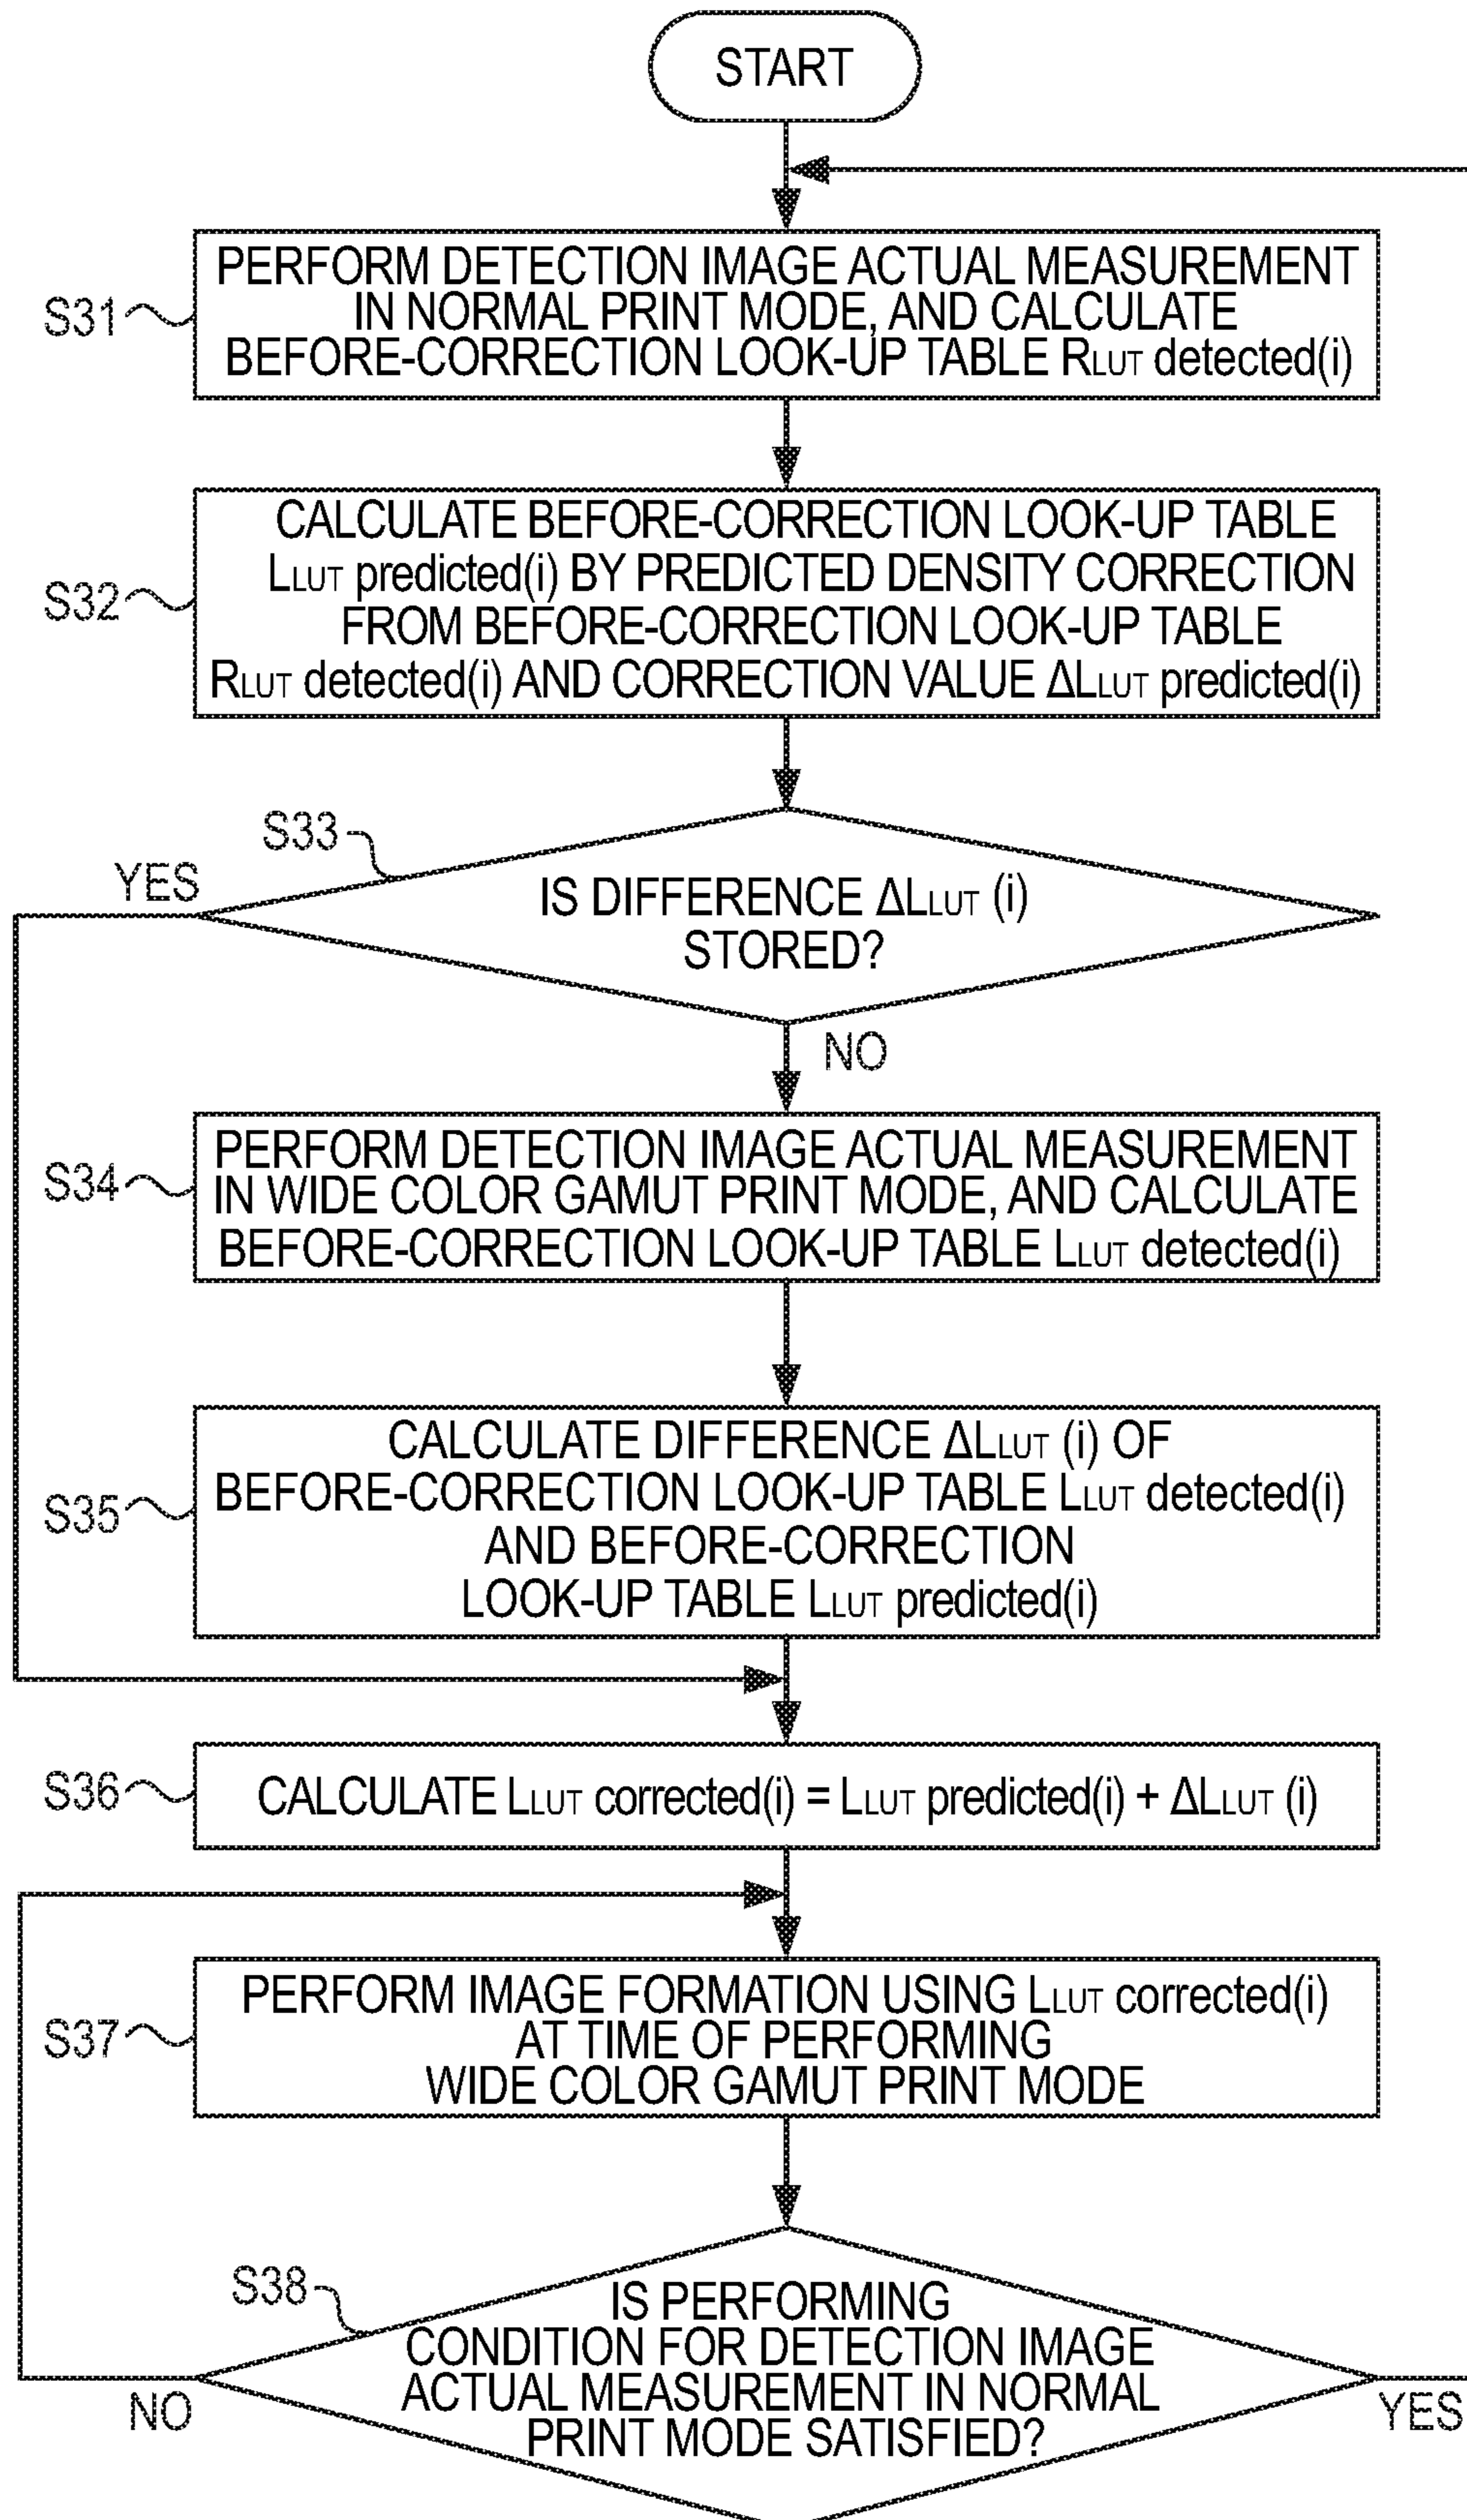 START
S31
PERFORM DETECTION IMAGE ACTUAL MEASUREMENT
IN NORMAL PRINT MODE, AND CALCULATE
BEFORE-CORRECTION LOOK-UP TABLE RLUT detected(i)
S32
CALCULATE BEFORE-CORRECTION LOOK-UP TABLE
LLUT predicted(i) BY PREDICTED DENSITY CORRECTION
FROM BEFORE-CORRECTION LOOK-UP TABLE
RLUT detected(i) AND CORRECTION VALUE ΔLLUT predicted(i)
S33
YES
IS DIFFERENCE ΔLLUT (i)
STORED?
NO
S34
PERFORM DETECTION IMAGE ACTUAL MEASUREMENT
IN WIDE COLOR GAMUT PRINT MODE, AND CALCULATE
BEFORE-CORRECTION LOOK-UP TABLE LLUT detected(i)
S35
CALCULATE DIFFERENCE ΔLLUT (i) OF
BEFORE-CORRECTION LOOK-UP TABLE LLUT detected(i)
AND BEFORE-CORRECTION
LOOK-UP TABLE LLUT predicted(i)
S36
CALCULATE LLUT corrected(i) = LLUT predicted(i) + ΔLLUT (i)
S37
PERFORM IMAGE FORMATION USING LLUT corrected(i)
AT TIME OF PERFORMING
WIDE COLOR GAMUT PRINT MODE
S38
IS PERFORMING
CONDITION FOR DETECTION IMAGE
ACTUAL MEASUREMENT IN NORMAL
PRINT MODE SATISFIED?
NO
YES